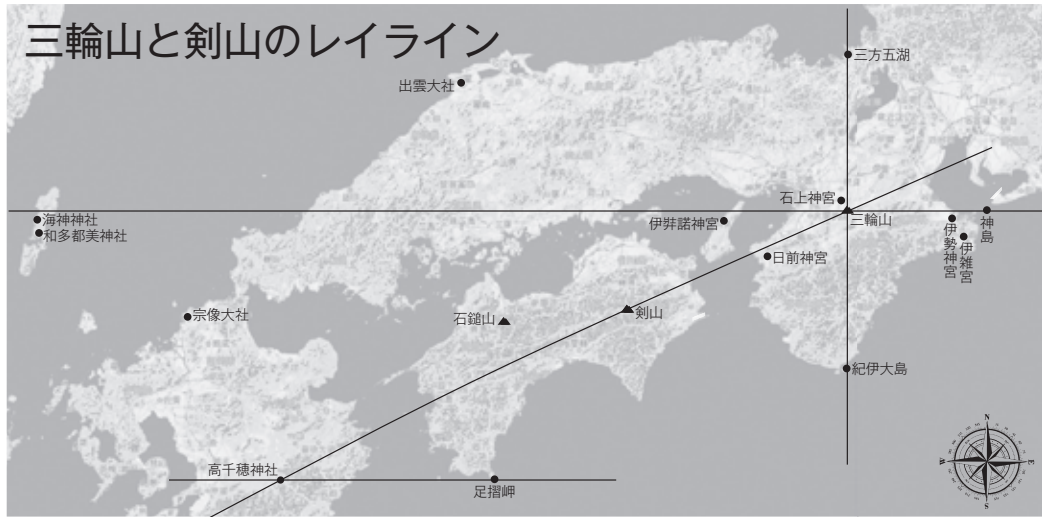 三輪山と剣山のレイライン
三方五湖
出雲大社
石上神宮
三輪山
海神神社
和多都美神社
伊弉諾神宮
神島
伊勢神宮
伊雑宮
日前神宮
宗像大社
石鎚山
剣山
紀伊大島
高千穂神社
足摺岬
N
W
E
S